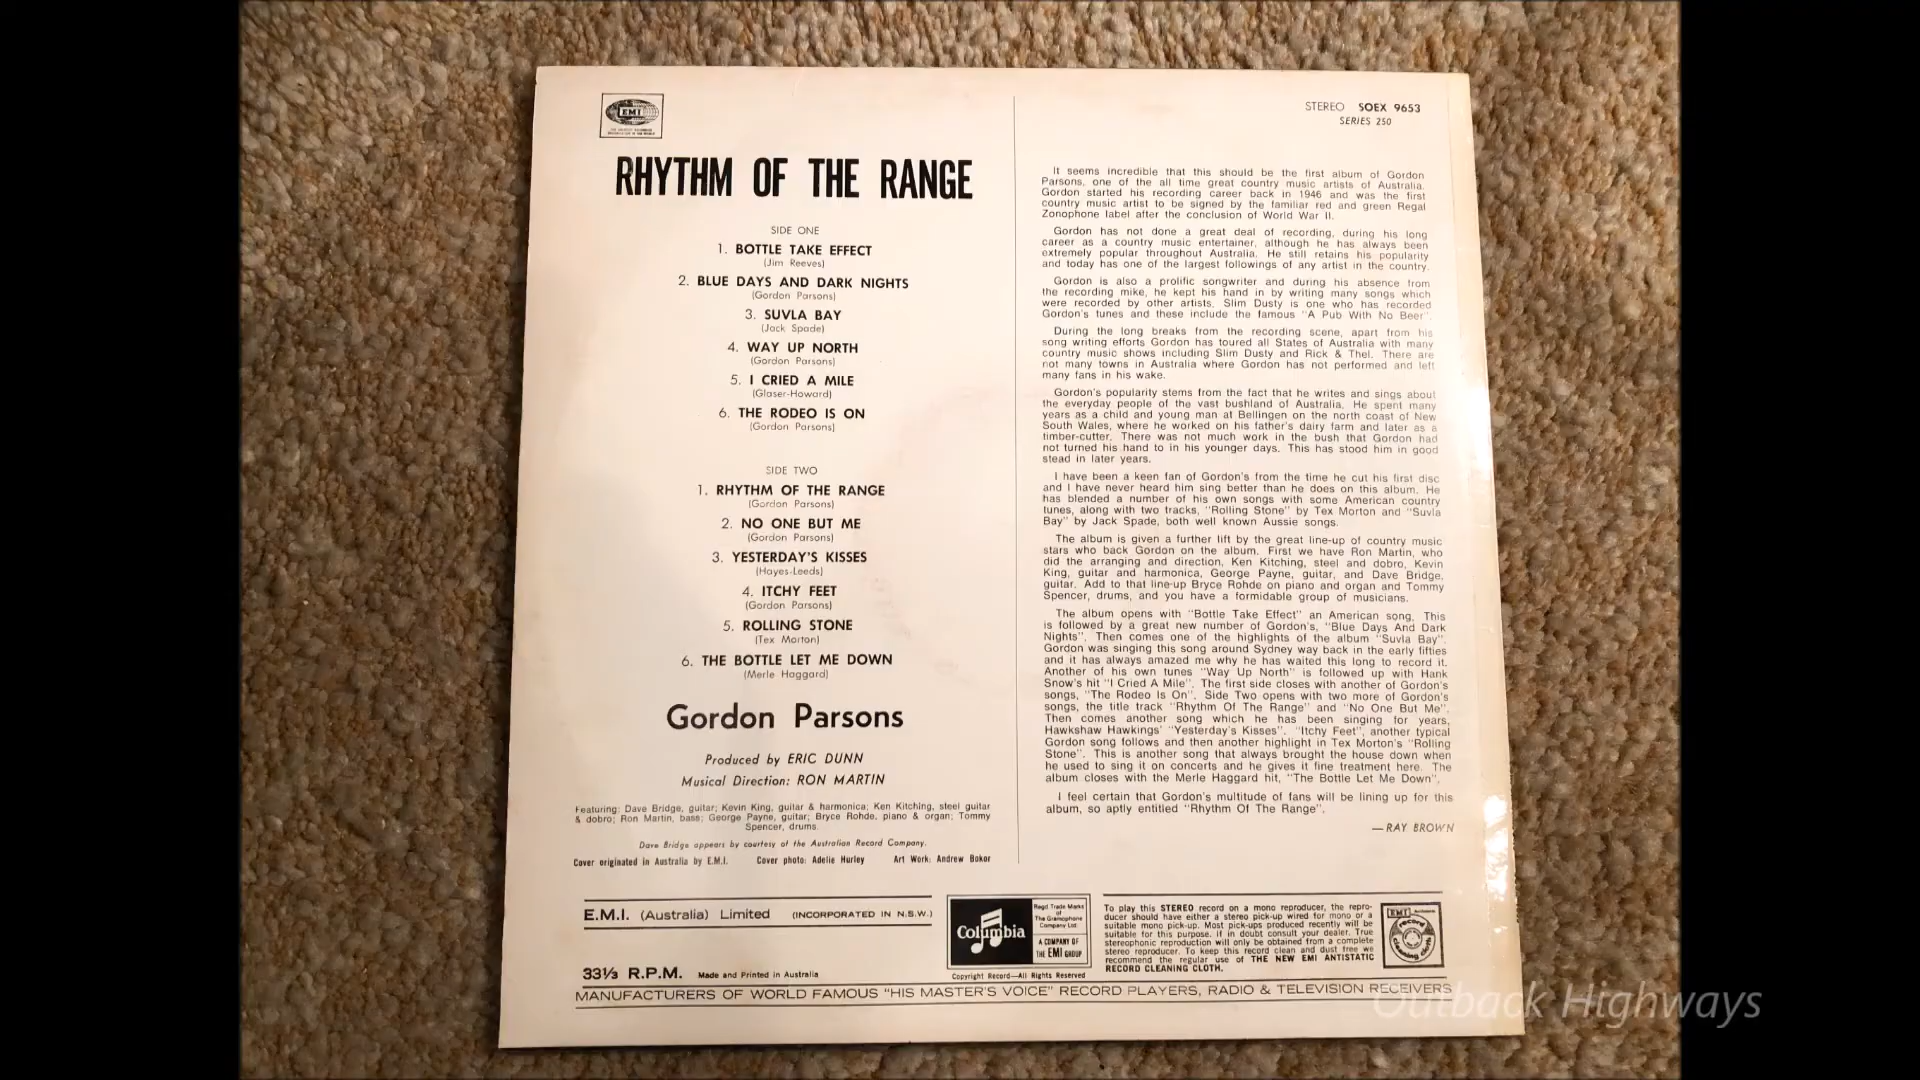 EMI
STEREO SOEX 9653
SERIES 250
RHYTHM OF THE RANGE
SIDE ONE
1. BOTTLE TAKE EFFECT
(Jim Reeves)
2. BLUE DAYS AND DARK NIGHTS
(Gordon Parsons)
3. SUVLA BAY
(Jack Spade)
4. WAY UP NORTH
(Gordon Parsons)
5. I CRIED A MILE
(Glaser-Howard)
6. THE RODEO IS ON
(Gordon Parsons)
SIDE TWO
1. RHYTHM OF THE RANGE
(Gordon Parsons)
2. NO ONE BUT ME
(Gordon Parsons)
3. YESTERDAY'S KISSES
(Hayes-Leeds)
4. ITCHY FEET
(Gordon Parsons)
5. ROLLING STONE
(Tex Morton)
6. THE BOTTLE LET ME DOWN
(Merle Haggard)
Gordon Parsons
Produced by ERIC DUNN
Musical Direction: RON MARTIN
Featuring: Dave Bridge, guitar; Kevin King, guitar & harmonica; Ken Kitching, steel guitar
& dobro; Ron Martin, bass; George Payne, guitar; Bryce Rohde, piano & organ; Tommy
Spencer, drums.
Dave Bridge appears by courtesy of the Australian Record Company.
Cover originated in Australia by E.M.I. Cover photo: Adelie Hurley Art Work: Andrew Bokor
It seems incredible that this should be the first album of Gordon
Parsons, one of the all time great country music artists of Australia.
Gordon started his recording career back in 1946 and was the first
country music artist to be signed by the familiar red and green Regal
Zonophone label after the conclusion of World War II.
Gordon has not done a great deal of recording, during his long
career as a country music entertainer, although he has always been
extremely popular throughout Australia. He still retains his popularity
and today has one of the largest followings of any artist in the country.
Gordon is also a prolific songwriter and during his absence from
the recording mike, he kept his hand in by writing many songs which
were recorded by other artists. Slim Dusty is one who has recorded
Gordon's tunes and these include the famous "A Pub With No Beer".
During the long breaks from the recording scene, apart from his
song writing efforts Gordon has toured all States of Australia with many
country music shows including Slim Dusty and Rick & Thel. There are
not many towns in Australia where Gordon has not performed and left
many fans in his wake.
Gordon's popularity stems from the fact that he writes and sings about
the everyday people of the vast bushland of Australia. He spent many
years as a child and young man at Bellingen on the north coast of New
South Wales, where he worked on his father's dairy farm and later as a
timber-cutter. There was not much work in the bush that Gordon had
not turned his hand to in his younger days. This has stood him in good
stead in later years.
I have been a keen fan of Gordon's from the time he cut his first disc
and I have never heard him sing better than he does on this album. He
has blended a number of his own songs with some American country
tunes, along with two tracks, "Rolling Stone" by Tex Morton and "Suvla
Bay" by Jack Spade, both well known Aussie songs.
The album is given a further lift by the great line-up of country music
stars who back Gordon on the album. First we have Ron Martin, who
did the arranging and direction, Ken Kitching, steel and dobro, Kevin
King, guitar and harmonica, George Payne, guitar, and Dave Bridge,
guitar. Add to that line-up Bryce Rohde on piano and organ and Tommy
Spencer, drums, and you have a formidable group of musicians.
The album opens with "Bottle Take Effect" an American song. This
is followed by a great new number of Gordon's, "Blue Days And Dark
Nights". Then comes one of the highlights of the album "Suvla Bay".
Gordon was singing this song around Sydney way back in the early fifties
and it has always amazed me why he has waited this long to record it.
Another of his own tunes "Way Up North" is followed up with Hank
Snow's hit "I Cried A Mile". The first side closes with another of Gordon's
songs, "The Rodeo Is On". Side Two opens with two more of Gordon's
songs, the title track "Rhythm Of The Range" and "No One But Me".
Then comes another song which he has been singing for years,
Hawkshaw Hawkings' "Yesterday's Kisses". "Itchy Feet", another typical
Gordon song follows and then another highlight in Tex Morton's "Rolling
Stone". This is another song that always brought the house down when
he used to sing it on concerts and he gives it fine treatment here. The
album closes with the Merle Haggard hit, "The Bottle Let Me Down".
I feel certain that Gordon's multitude of fans will be lining up for this
album, so aptly entitled "Rhythm Of The Range".
—RAY BROWN
E.M.I. (Australia) Limited (INCORPORATED IN N.S.W.)
33⅓ R.P.M. Made and Printed in Australia
Columbia
Regd. Trade Marks
of
The Gramophone
Company Ltd.
A COMPANY OF
THE EMI GROUP
Copyright Record—All Rights Reserved
To play this STEREO record on a mono reproducer, the repro-
ducer should have either a stereo pick-up wired for mono or a
suitable mono pick-up. Most pick-ups produced recently will be
suitable for this purpose. If in doubt consult your dealer. True
stereophonic reproduction will only be obtained from a complete
stereo reproducer. To keep this record clean and dust free we
recommend the regular use of THE NEW EMI ANTISTATIC
RECORD CLEANING CLOTH.
EMI
record
cleaning cloth
MANUFACTURERS OF WORLD FAMOUS "HIS MASTER'S VOICE" RECORD PLAYERS, RADIO & TELEVISION RECEIVERS
Outback Highways